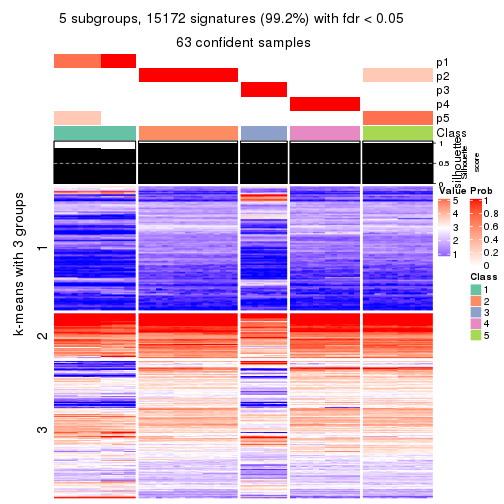 5 subgroups, 15172 signatures (99.2%) with fdr < 0.05
63 confident samples
p1
p2
p3
p4
p5
Class
silhouette
Silhouette
score
1
0.5
0
k-means with 3 groups
1
2
3
Value
5
4
3
2
1
Prob
1
0.8
0.6
0.4
0.2
0
Class
1
2
3
4
5